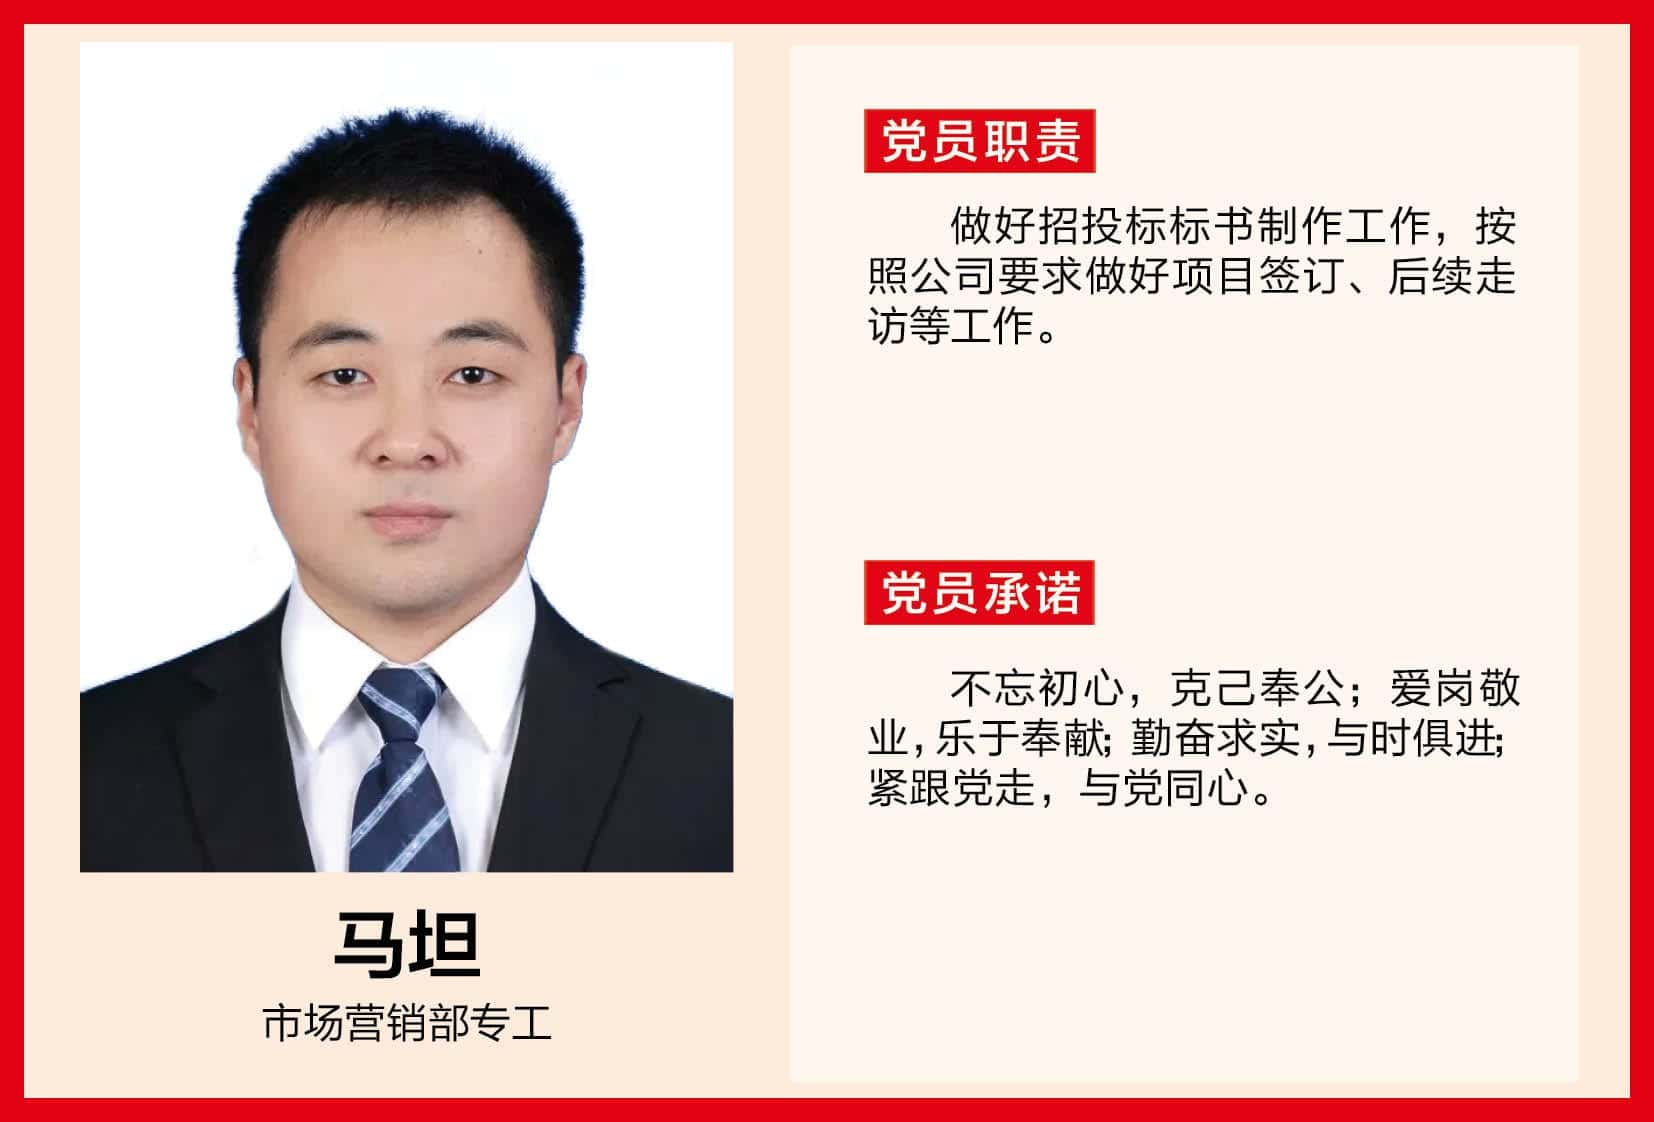 党员职责
做好招投标标书制作工作，按
照公司要求做好项目签订、后续走
访等工作。
党员承诺
不忘初心，克己奉公；爱岗敬
业，乐于奉献；勤奋求实，与时俱进；
紧跟党走，与党同心。
马坦
市场营销部专工